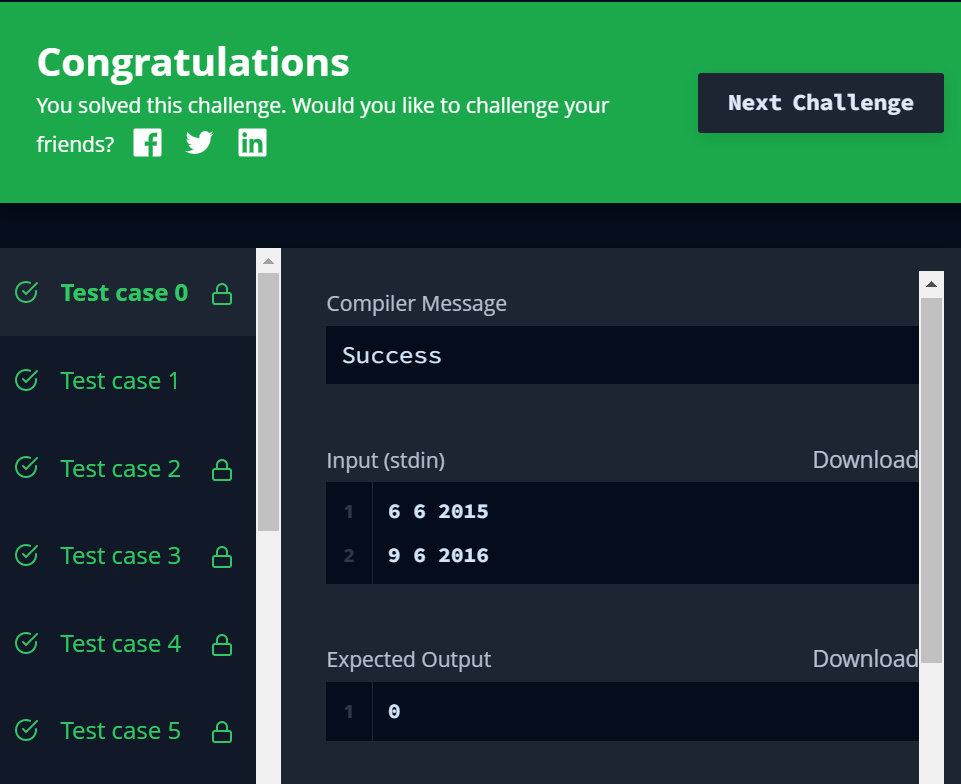 Congratulations
You solved this challenge. Would you like to challenge your
friends?
Next Challenge
Test case 0
Test case 1
Test case 2
Test case 3
Test case 4
Test case 5
Compiler Message
Success
Input (stdin)
Download
1 6 6 2015
2 9 6 2016
Expected Output
Download
1 0